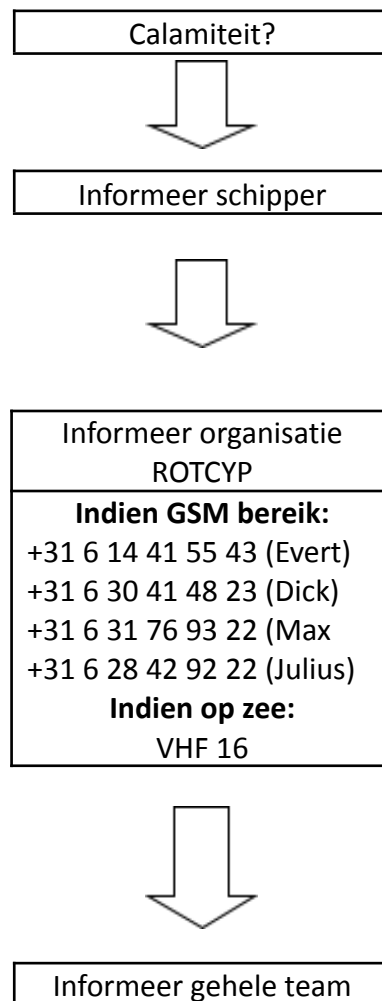 Calamiteit?
Informeer schipper
Informeer organisatie
ROTCYP
Indien GSM bereik:
+31 6 14 41 55 43 (Evert)
+31 6 30 41 48 23 (Dick)
+31 6 31 76 93 22 (Max
+31 6 28 42 92 22 (Julius)
Indien op zee:
VHF 16
Informeer gehele team